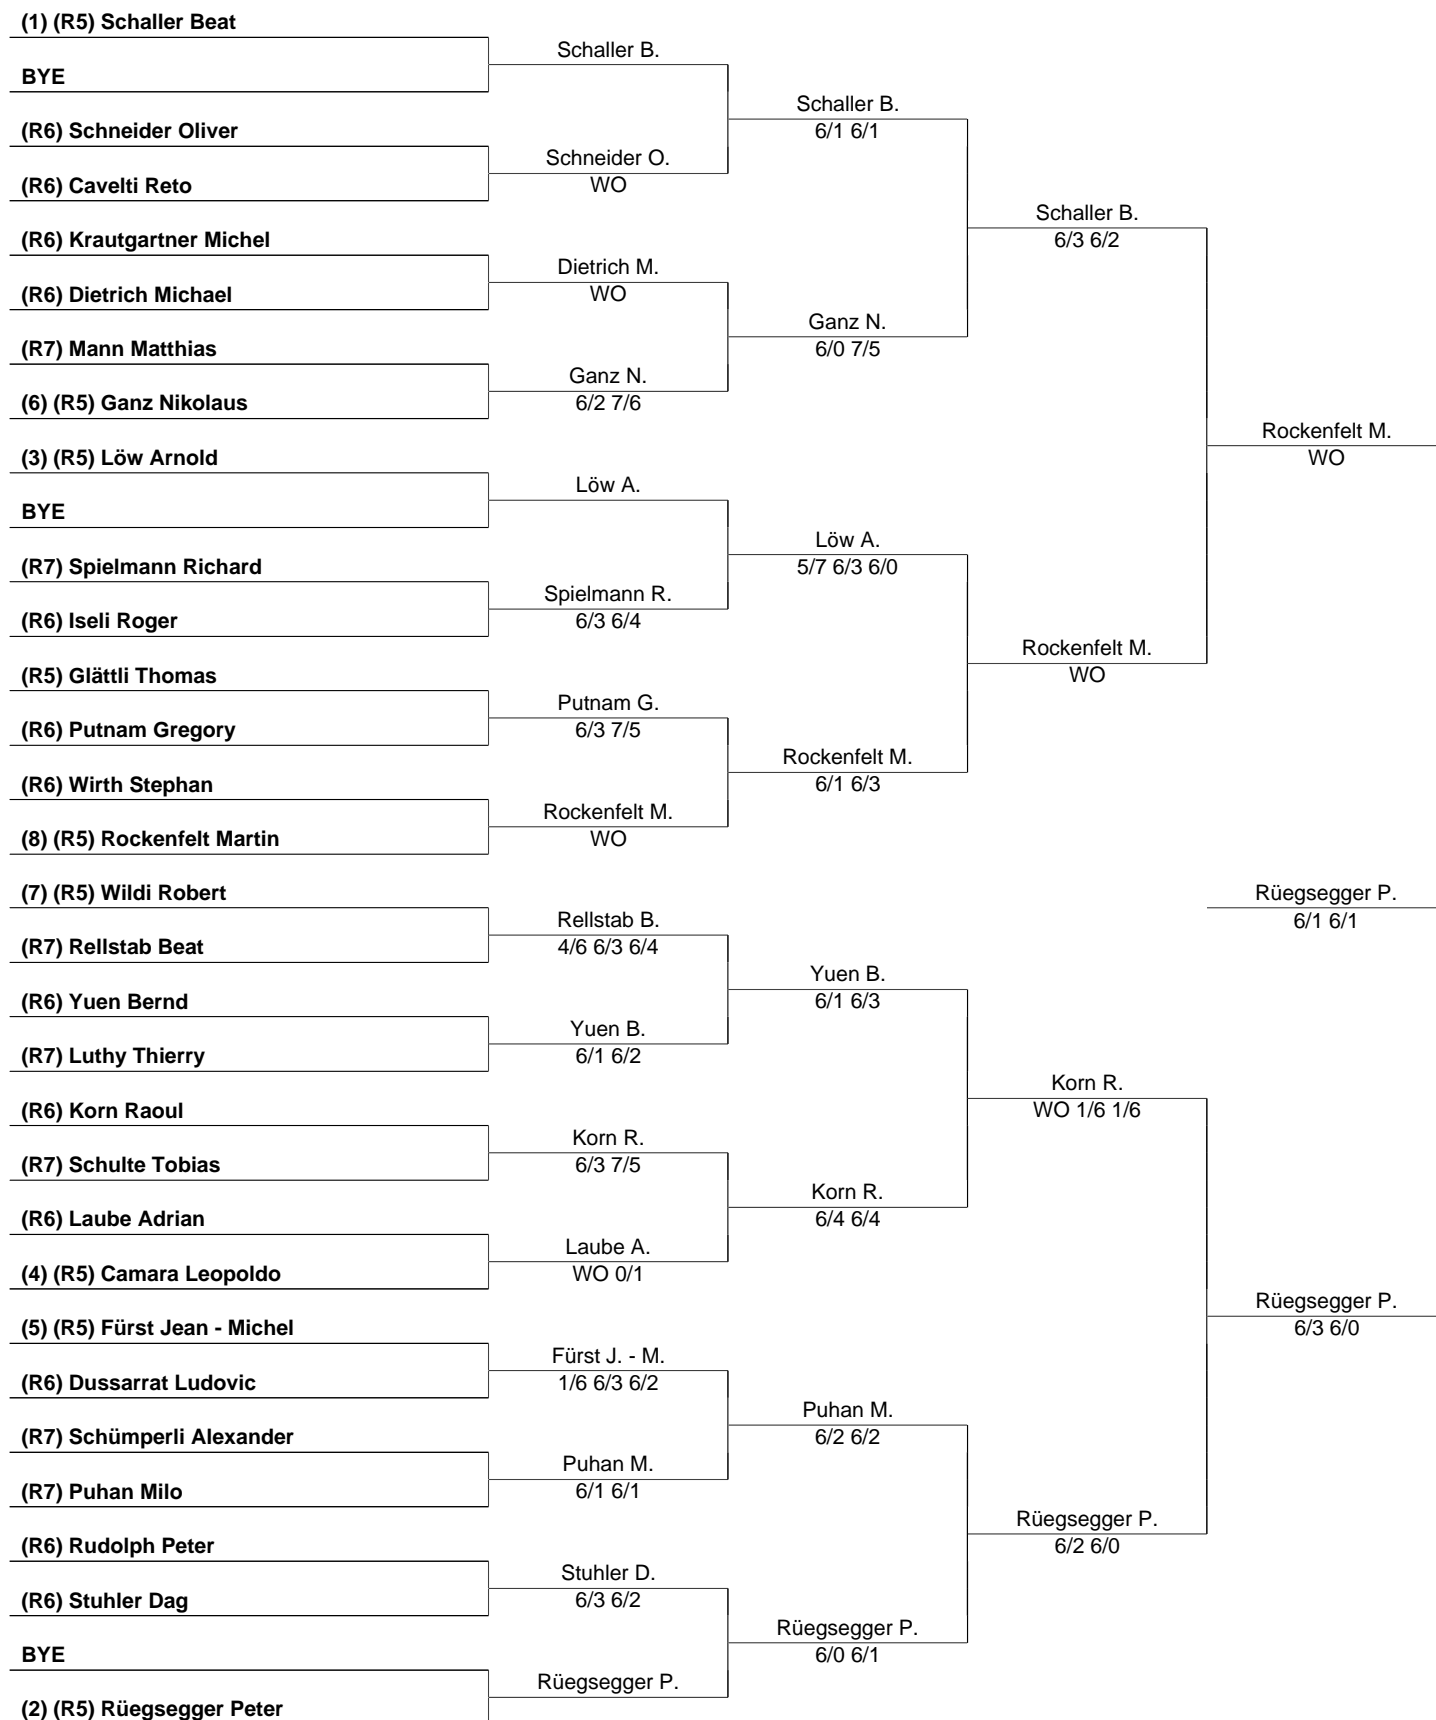 (1) (R5) Schaller Beat
BYE
(R6) Schneider Oliver
(R6) Cavelti Reto
(R6) Krautgartner Michel
(R6) Dietrich Michael
(R7) Mann Matthias
(6) (R5) Ganz Nikolaus
(3) (R5) Löw Arnold
BYE
(R7) Spielmann Richard
(R6) Iseli Roger
(R5) Glättli Thomas
(R6) Putnam Gregory
(R6) Wirth Stephan
(8) (R5) Rockenfelt Martin
(7) (R5) Wildi Robert
(R7) Rellstab Beat
(R6) Yuen Bernd
(R7) Luthy Thierry
(R6) Korn Raoul
(R7) Schulte Tobias
(R6) Laube Adrian
(4) (R5) Camara Leopoldo
(5) (R5) Fürst Jean - Michel
(R6) Dussarrat Ludovic
(R7) Schümperli Alexander
(R7) Puhan Milo
(R6) Rudolph Peter
(R6) Stuhler Dag
BYE
(2) (R5) Rüegsegger Peter
Schaller B.
Schneider O.
WO
Dietrich M.
WO
Ganz N.
6/2 7/6
Löw A.
Spielmann R.
6/3 6/4
Putnam G.
6/3 7/5
Rockenfelt M.
WO
Rellstab B.
4/6 6/3 6/4
Yuen B.
6/1 6/2
Korn R.
6/3 7/5
Laube A.
WO 0/1
Fürst J. - M.
1/6 6/3 6/2
Puhan M.
6/1 6/1
Stuhler D.
6/3 6/2
Rüegsegger P.
Schaller B.
6/1 6/1
Ganz N.
6/0 7/5
Löw A.
5/7 6/3 6/0
Rockenfelt M.
6/1 6/3
Yuen B.
6/1 6/3
Korn R.
6/4 6/4
Puhan M.
6/2 6/2
Rüegsegger P.
6/0 6/1
Schaller B.
6/3 6/2
Rockenfelt M.
WO
Korn R.
WO 1/6 1/6
Rüegsegger P.
6/2 6/0
Rockenfelt M.
WO
Rüegsegger P.
6/1 6/1
Rüegsegger P.
6/3 6/0